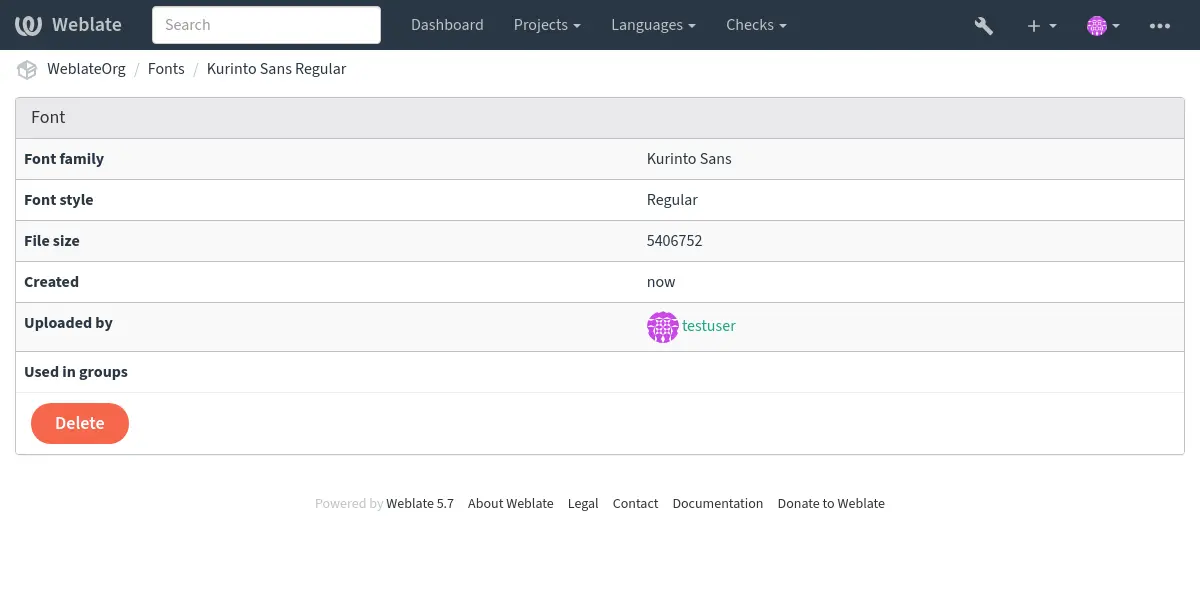 Weblate Search Dashboard Projects Languages Checks
WeblateOrg / Fonts / Kurinto Sans Regular
Font
Font family Kurinto Sans
Font style Regular
File size 5406752
Created now
Uploaded by testuser
Used in groups
Delete
Powered by Weblate 5.7 About Weblate Legal Contact Documentation Donate to Weblate